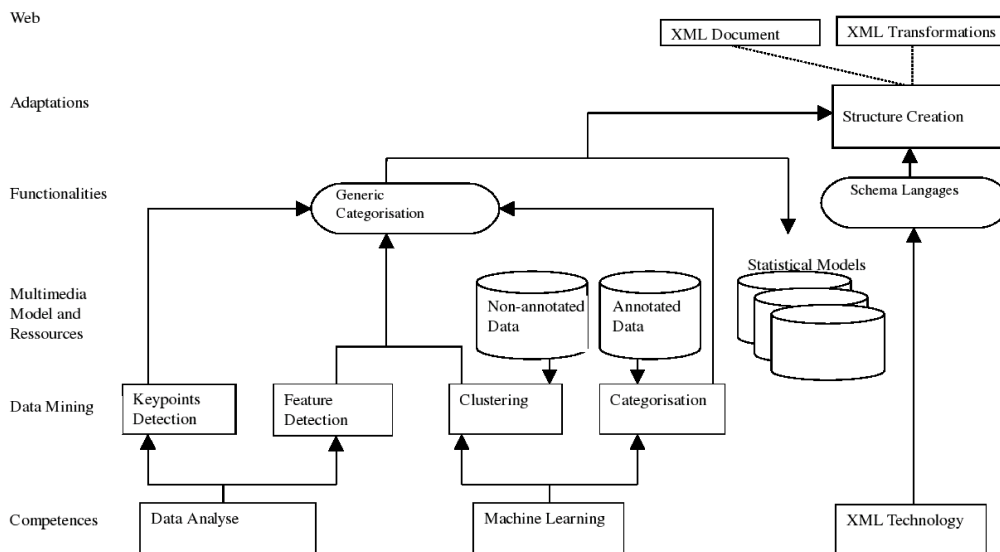 Web
XML Document
XML Transformations
Adaptations
Structure Creation
Functionalities
Generic
Categorisation
Schema Langages
Statistical Models
Multimedia
Model and
Ressources
Non-annotated
Data
Annotated
Data
Data Mining
Keypoints
Detection
Feature
Detection
Clustering
Categorisation
Competences
Data Analyse
Machine Learning
XML Technology